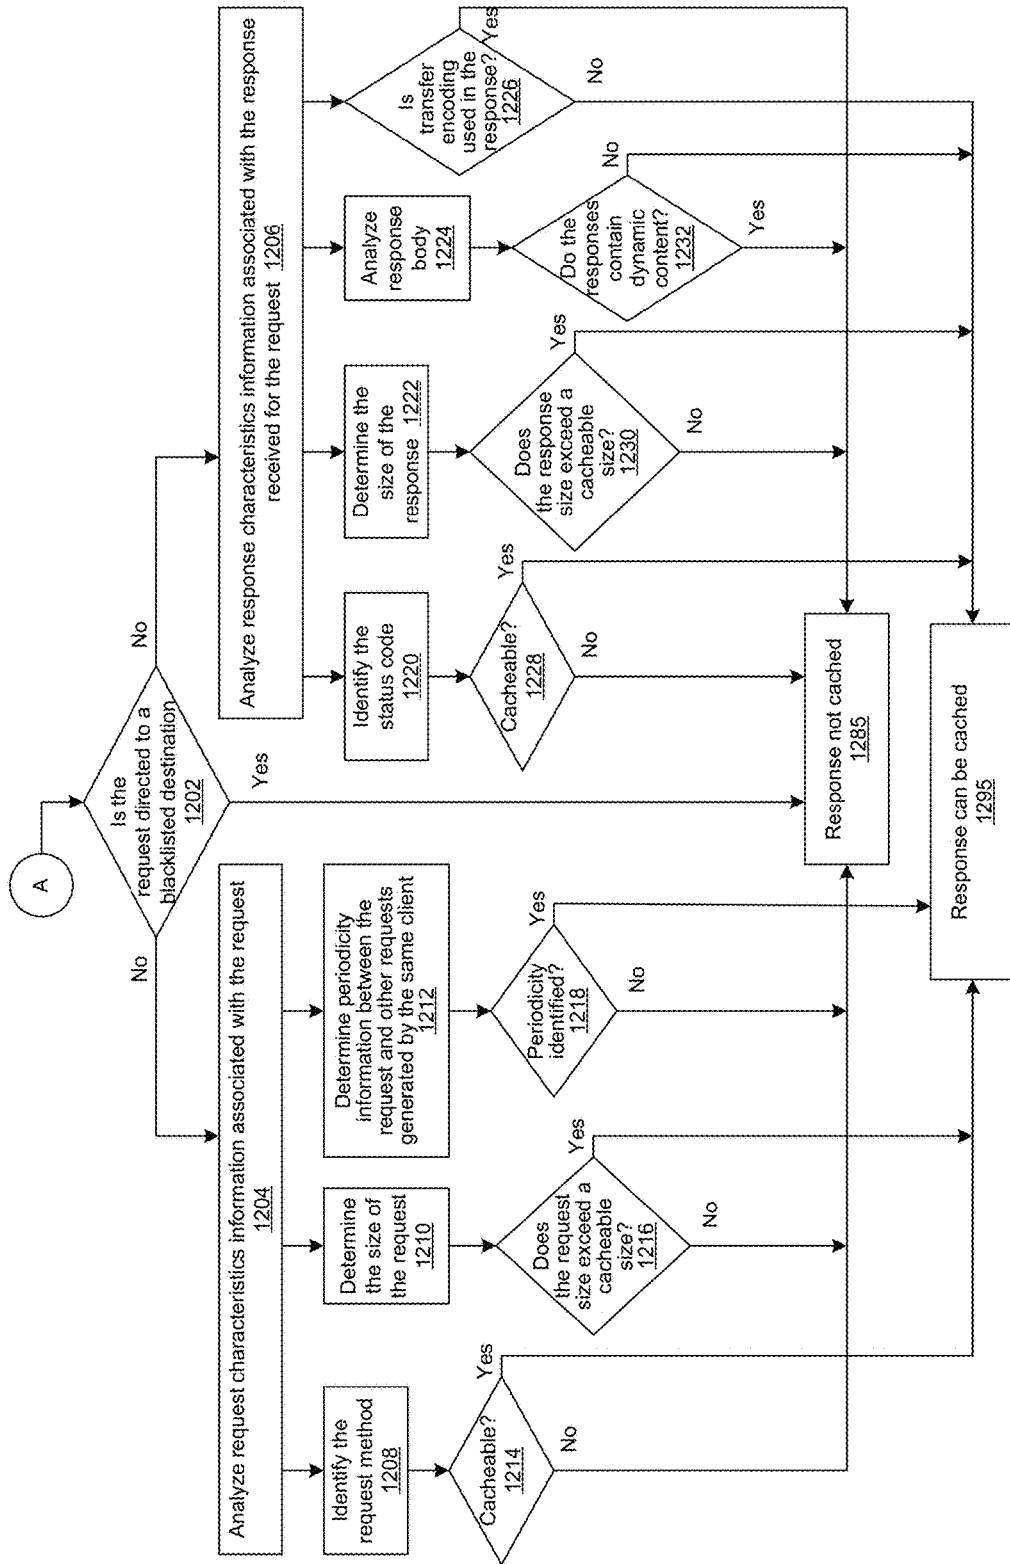 A
Is the
request directed to a
blacklisted destination
1202
No
No
Yes
Analyze request characteristics information associated with the request
1204
Analyze response characteristics information associated with the response
received for the request 1206
Identify the
request method
1208
Determine
the size of
the request
1210
Determine periodicity
information between the
request and other requests
generated by the same client
1212
Identify the
status code
1220
Determine the
size of the
response 1222
Analyze
response
body
1224
Is
transfer
encoding
used in the
response?
1226
Yes
No
Cacheable?
1214
Yes
No
Does
the request
size exceed a
cacheable
size?
1216
Yes
No
Periodicity
identified?
1218
Yes
No
Cacheable?
1228
Yes
No
Does
the response
size exceed a
cacheable
size?
1230
Yes
No
Do the
responses
contain
dynamic
content?
1232
No
Yes
Response not cached
1285
Response can be cached
1295